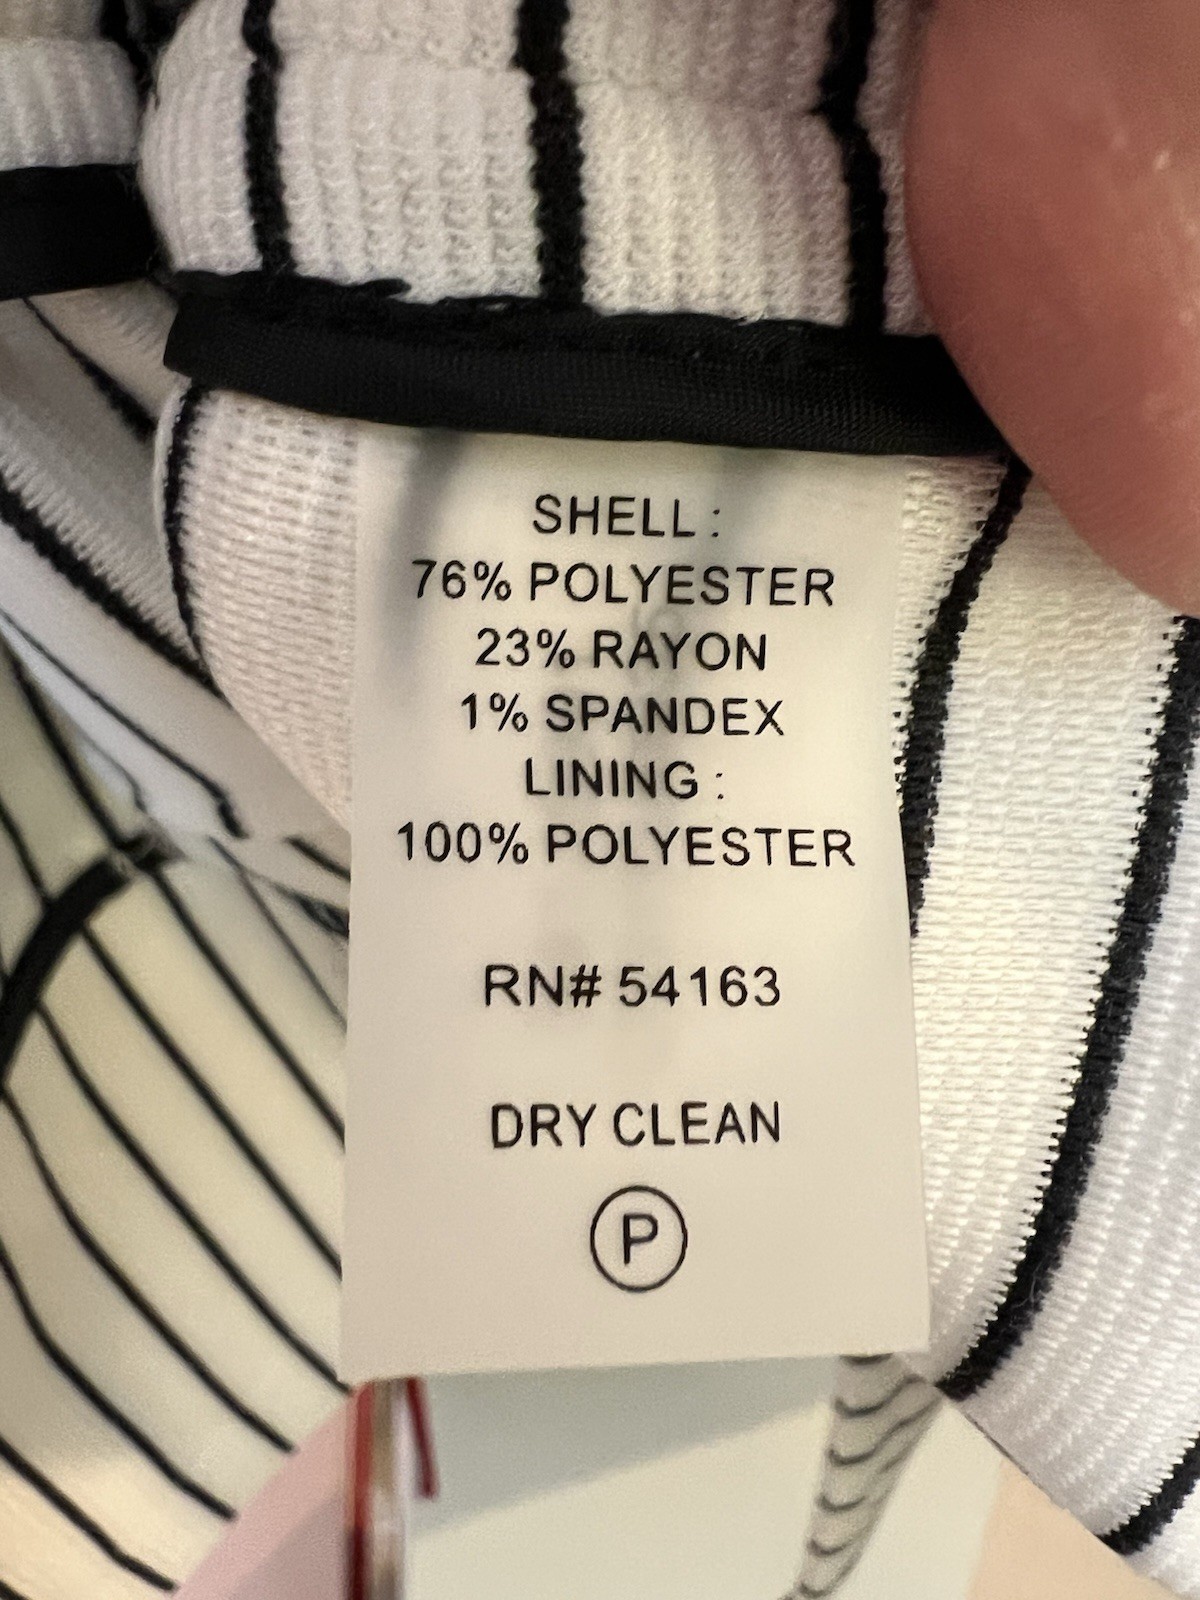 SHELL :
76% POLYESTER
23% RAYON
1% SPANDEX
LINING :
100% POLYESTER
RN# 54163
DRY CLEAN
P